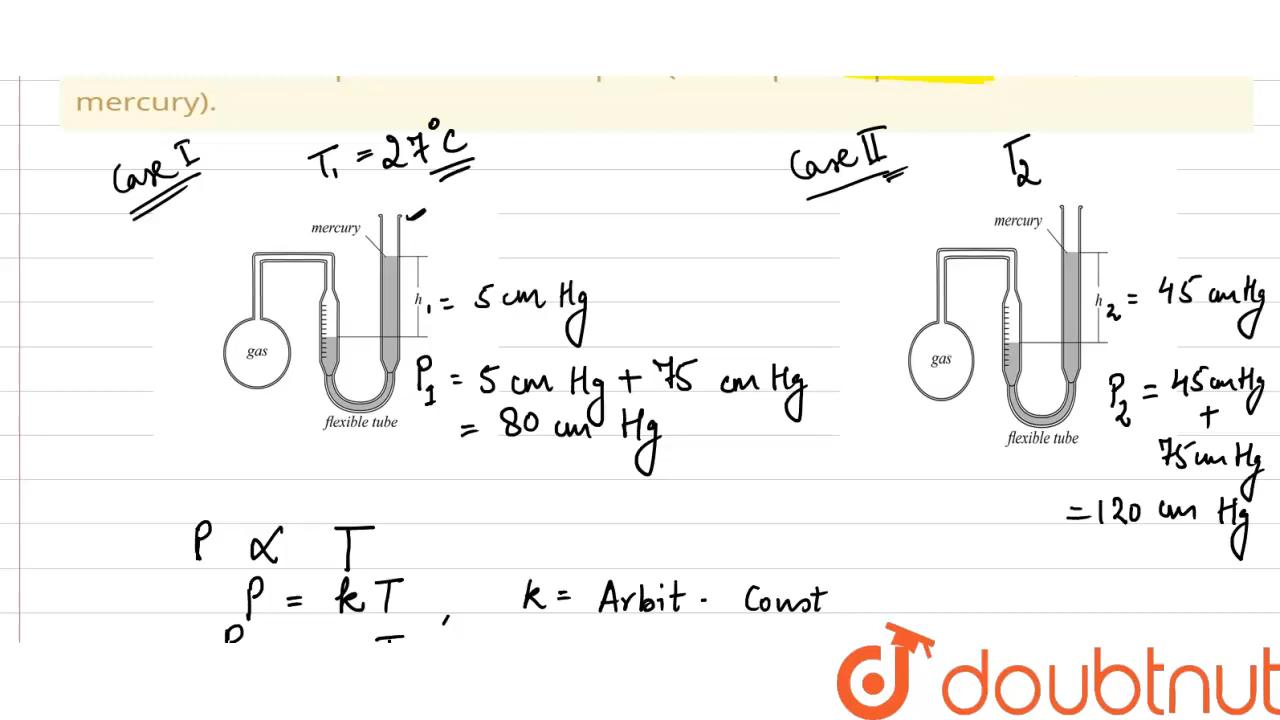 mercury).
Case I
T₁ = 27°C
mercury
h₁ = 5 cm Hg
gas
P₁ = 5 cm Hg + 75 cm Hg
= 80 cm Hg
flexible tube
Case II
T₂
mercury
h₂ = 45 cm Hg
gas
P₂ = 45 cm Hg
+
75 cm Hg
flexible tube
= 120 cm Hg
P ∝ T
P = kT , k = Arbit. Const
doubtnut